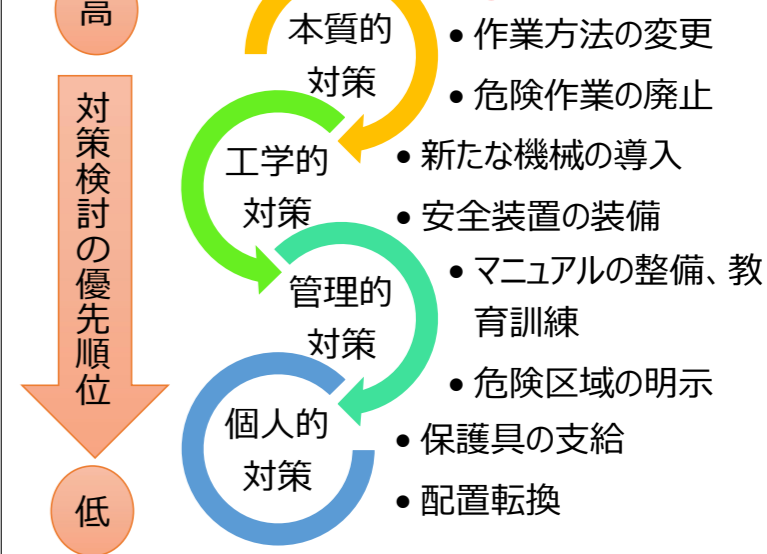 高
対策検討の優先順位
低
本質的
対策
• 作業方法の変更
• 危険作業の廃止
工学的
対策
• 新たな機械の導入
• 安全装置の装備
管理的
対策
• マニュアルの整備、教
育訓練
• 危険区域の明示
個人的
対策
• 保護具の支給
• 配置転換